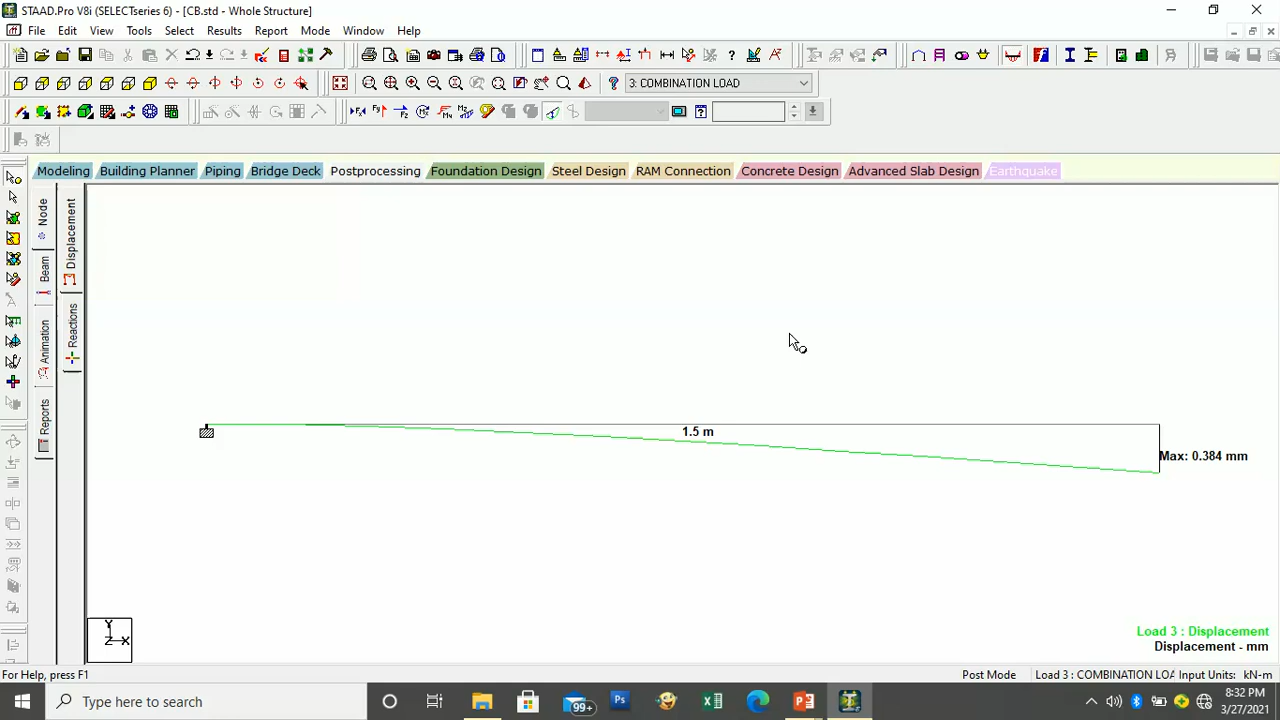 STAAD.Pro V8i (SELECTseries 6) - [CB.std - Whole Structure]
File Edit View Tools Select Results Report Mode Window Help
3: COMBINATION LOAD
Modeling Building Planner Piping Bridge Deck Postprocessing Foundation Design Steel Design RAM Connection Concrete Design Advanced Slab Design Earthquake
Node
Beam
Animation
Reports
Displacement
Reactions
1.5 m
Max: 0.384 mm
Y
Z X
Load 3 : Displacement
Displacement - mm
For Help, press F1
Post Mode
Load 3 : COMBINATION LOA
Input Units: kN-m
Type here to search
99+
8:32 PM
3/27/2021